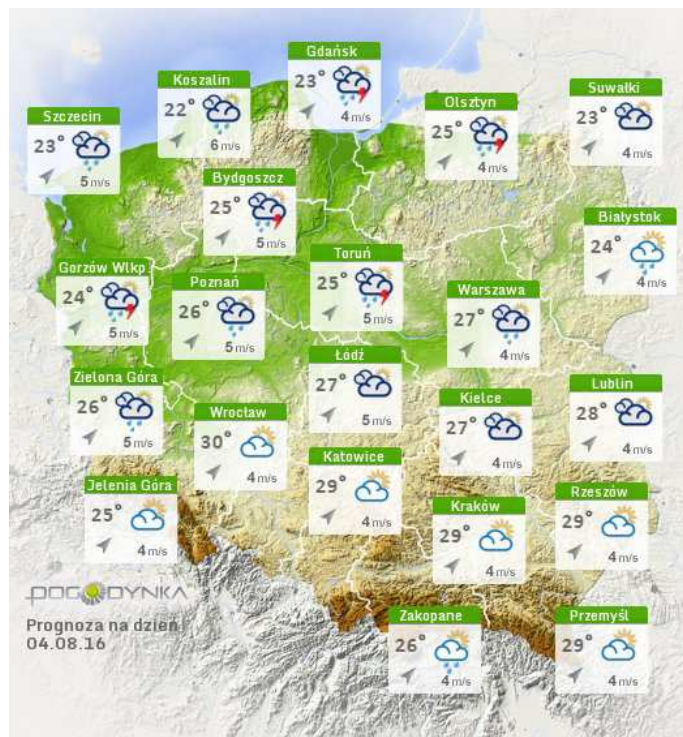 Gdańsk
23°
4 m/s
Koszalin
22°
6 m/s
Suwałki
23°
4 m/s
Olsztyn
25°
4 m/s
Szczecin
23°
5 m/s
Bydgoszcz
25°
5 m/s
Białystok
24°
4 m/s
Toruń
25°
5 m/s
Gorzów Wlkp
24°
5 m/s
Poznań
26°
5 m/s
Warszawa
27°
4 m/s
Łódź
27°
5 m/s
Zielona Góra
26°
5 m/s
Lublin
28°
4 m/s
Kielce
27°
4 m/s
Wrocław
30°
4 m/s
Katowice
29°
4 m/s
Jelenia Góra
25°
4 m/s
Rzeszów
29°
4 m/s
Kraków
29°
4 m/s
POGODYNKA
Prognoza na dzień
04.08.16
Zakopane
26°
4 m/s
Przemyśl
29°
4 m/s